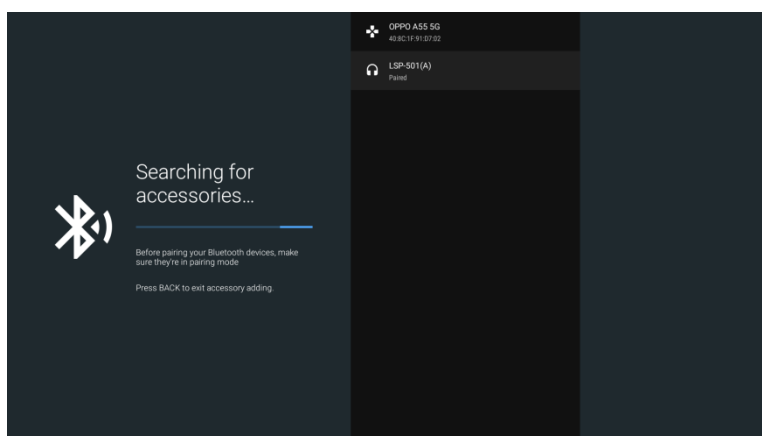 OPPO A55 5G
40:8C:1F:91:D7:02
LSP-501(A)
Paired
Searching for
accessories...
Before pairing your Bluetooth devices, make
sure they're in pairing mode
Press BACK to exit accessory adding.